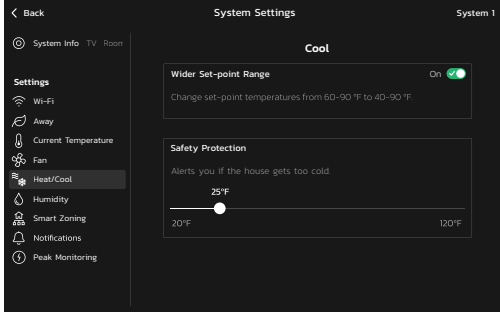 Back
System Settings
System 1
System Info TV Room
Cool
Settings
Wi-Fi
Away
Current Temperature
Fan
Heat/Cool
Humidity
Smart Zoning
Notifications
Peak Monitoring
Wider Set-point Range
On
Change set-point temperatures from 60-90 °F to 40-90 °F.
Safety Protection
Alerts you if the house gets too cold.
25°F
20°F
120°F